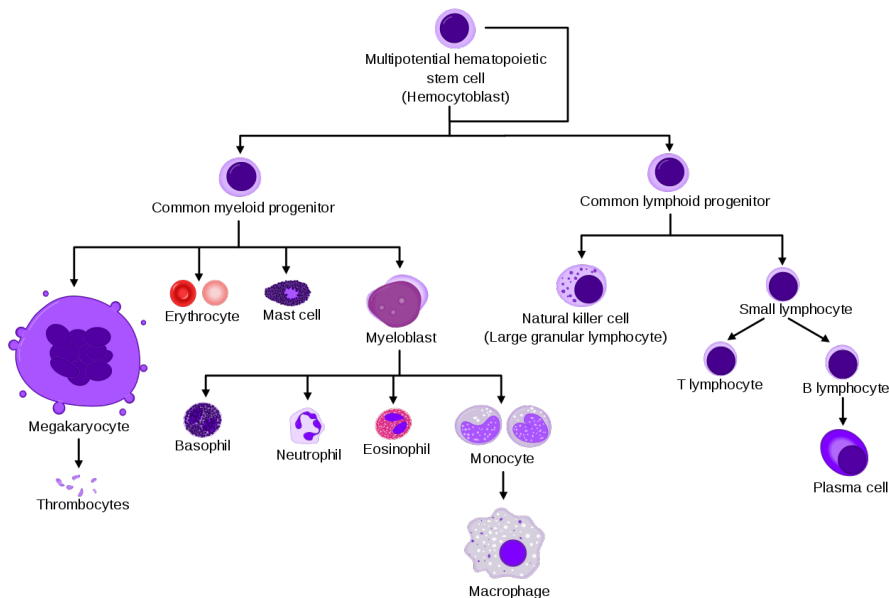 Multipotential hematopoietic
stem cell
(Hemocytoblast)
Common myeloid progenitor
Common lymphoid progenitor
Erythrocyte
Mast cell
Myeloblast
Natural killer cell
(Large granular lymphocyte)
Small lymphocyte
T lymphocyte
B lymphocyte
Megakaryocyte
Basophil
Neutrophil
Eosinophil
Monocyte
Plasma cell
Thrombocytes
Macrophage